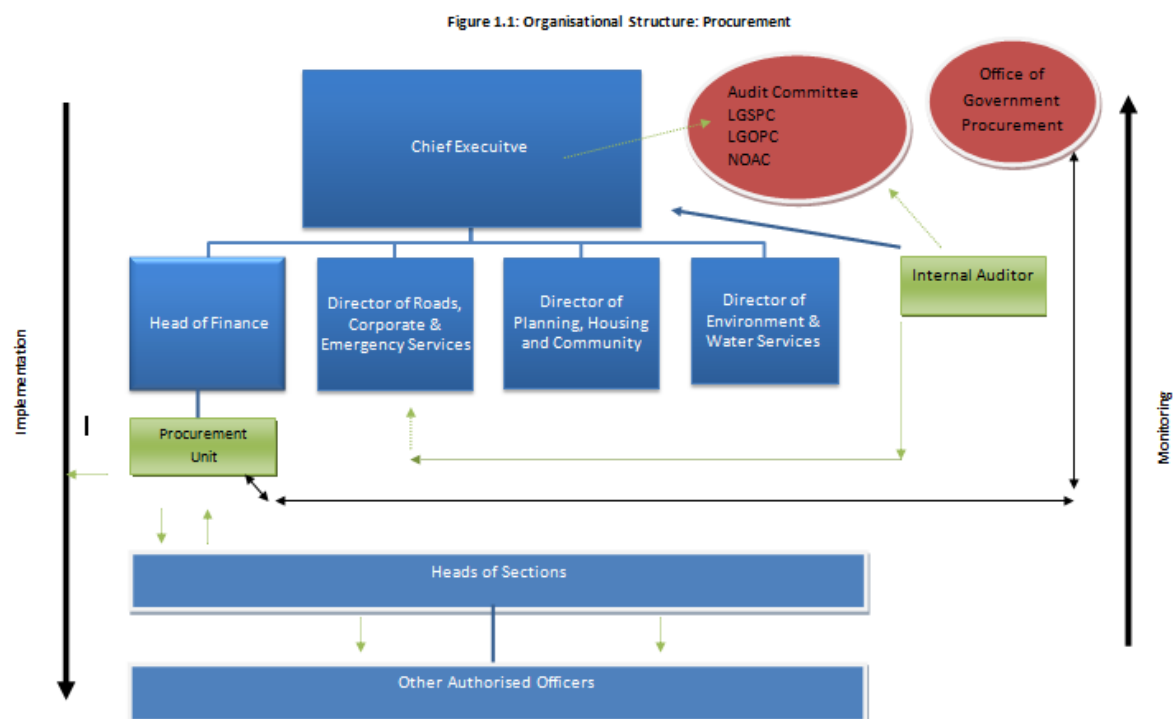 Figure 1.1: Organisational Structure: Procurement
Chief Execuitve
Audit Committee
LGSPC
LGOPC
NOAC
Office of
Government
Procurement
Head of Finance
Director of Roads,
Corporate &
Emergency Services
Director of
Planning, Housing
and Community
Director of
Environment &
Water Services
Internal Auditor
Implementation
I
Procurement
Unit
Monitoring
Heads of Sections
Other Authorised Officers